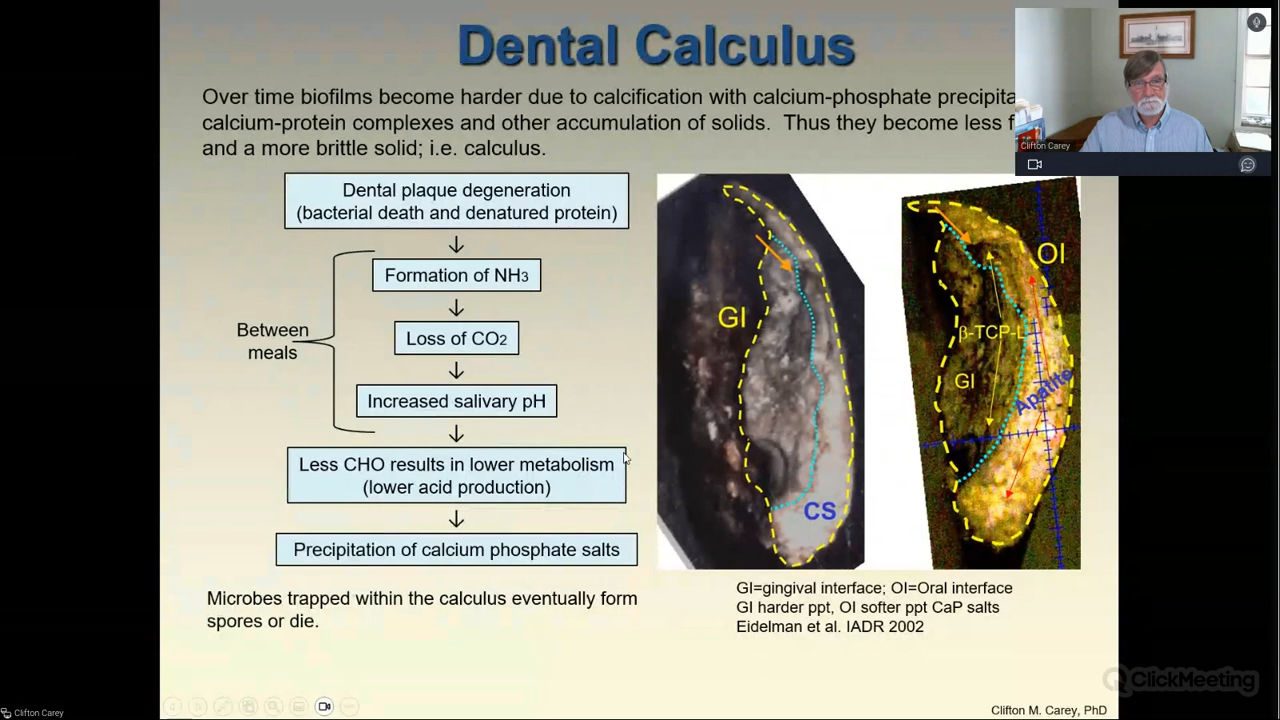 Dental Calculus
Over time biofilms become harder due to calcification with calcium-phosphate
calcium-protein complexes and other accumulation of solids. Thus they become less
and a more brittle solid; i.e. calculus.
Dental plaque degeneration
(bacterial death and denatured protein)
Formation of NH3
Loss of CO2
Increased salivary pH
Between
meals
Less CHO results in lower metabolism
(lower acid production)
Precipitation of calcium phosphate salts
Microbes trapped within the calculus eventually form
spores or die.
GI
CS
OI
β-TCP-L
GI
Apatite
GI=gingival interface; OI=Oral interface
GI harder ppt, OI softer ppt CaP salts
Eidelman et al. IADR 2002
Clifton M. Carey, PhD
Clifton Carey
Clifton Carey
ClickMeeting